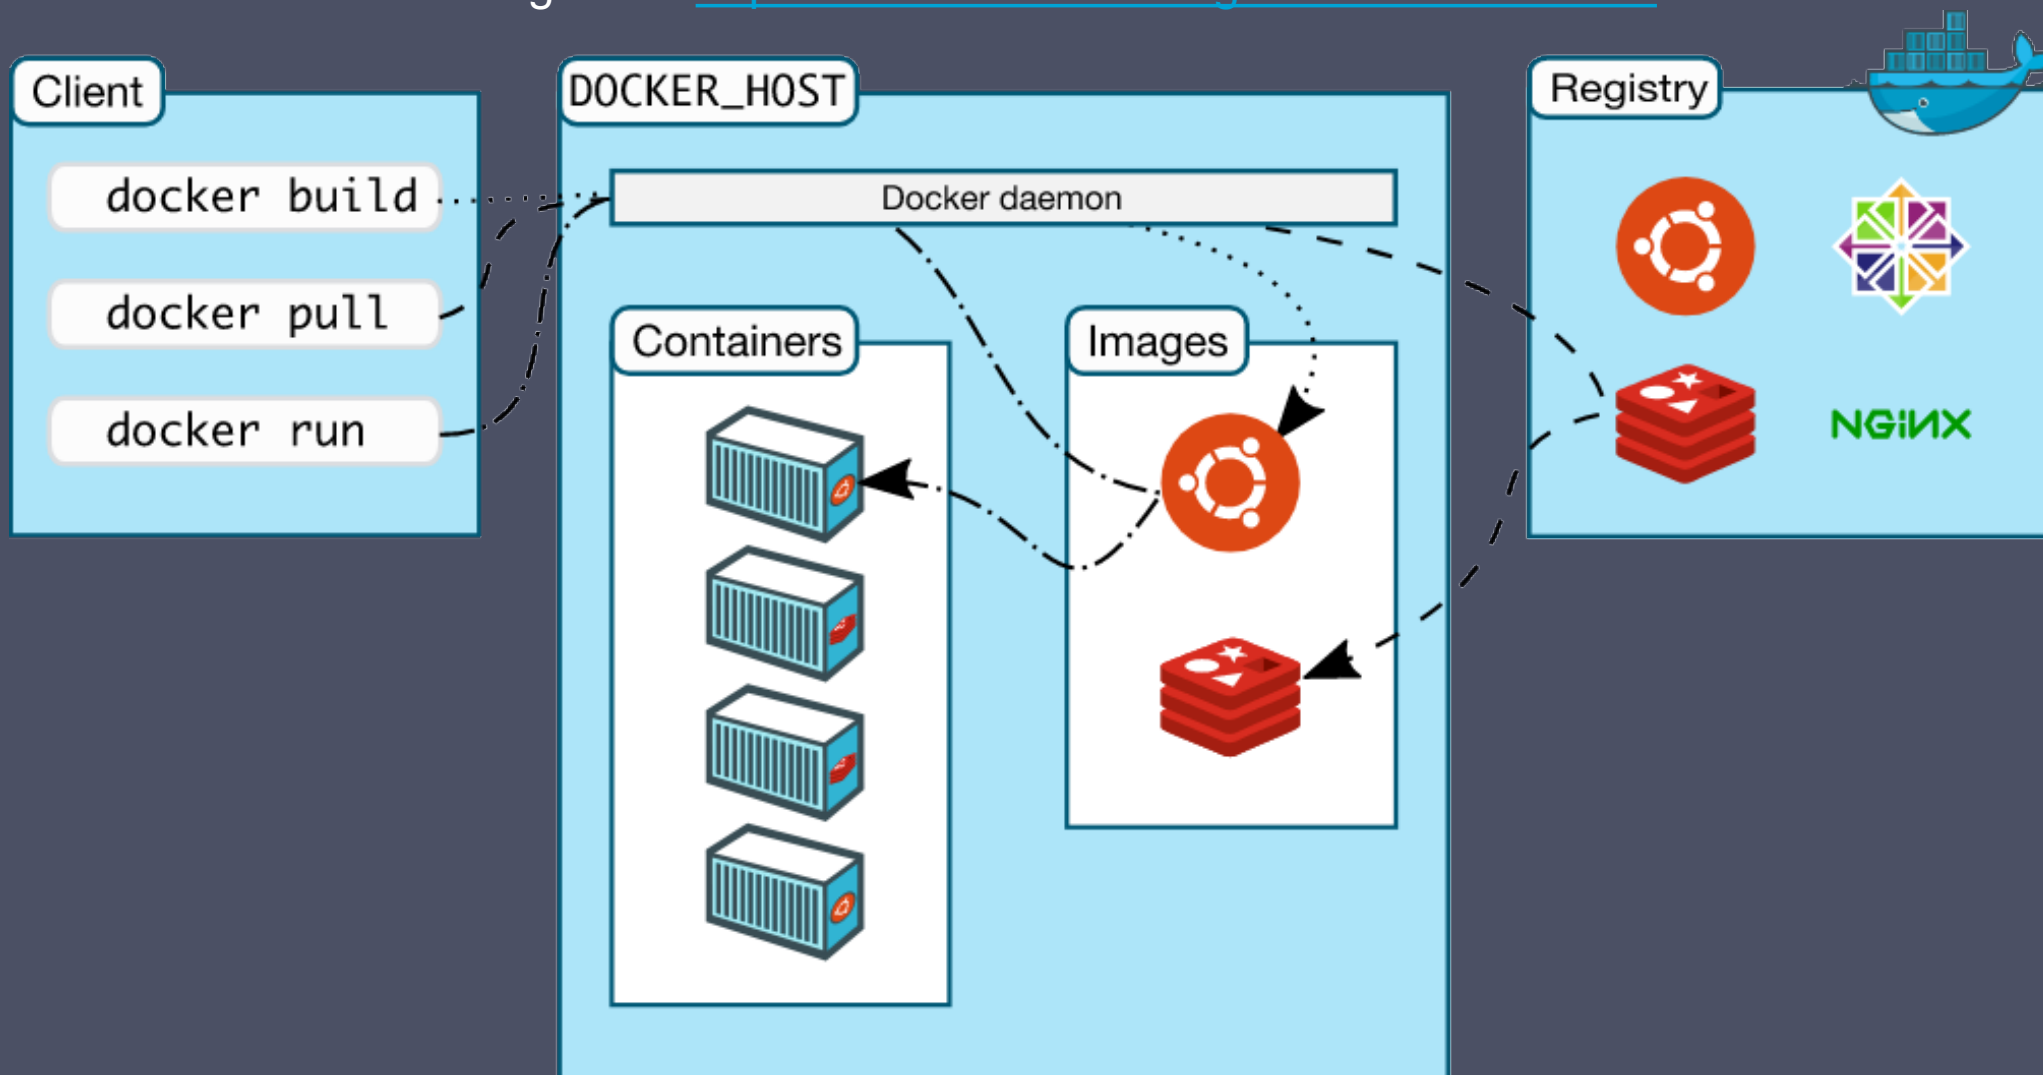 Client
docker build
docker pull
docker run
DOCKER_HOST
Docker daemon
Containers
Images
Registry
NGiNX